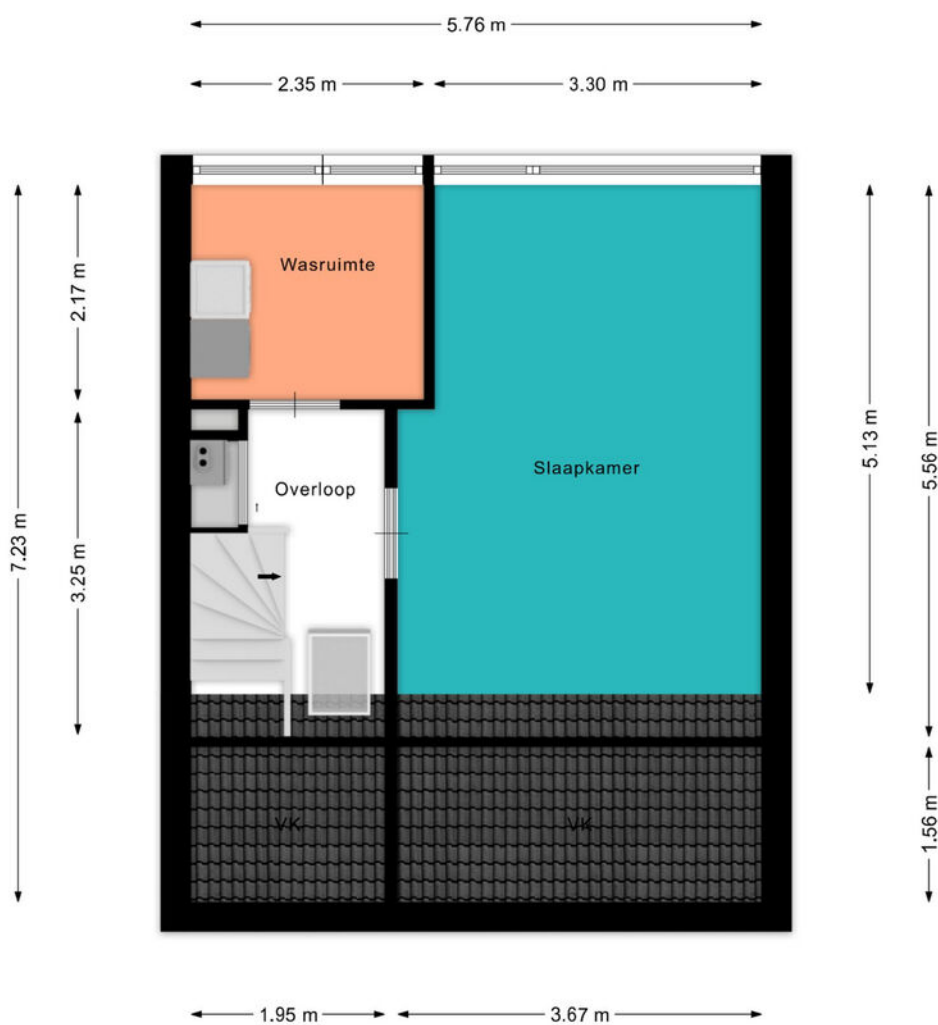 5.76 m
2.35 m
3.30 m
Wasruimte
2.17 m
5.13 m
5.56 m
Slaapkamer
Overloop
7.23 m
3.25 m
1.56 m
VK
VK
1.95 m
3.67 m